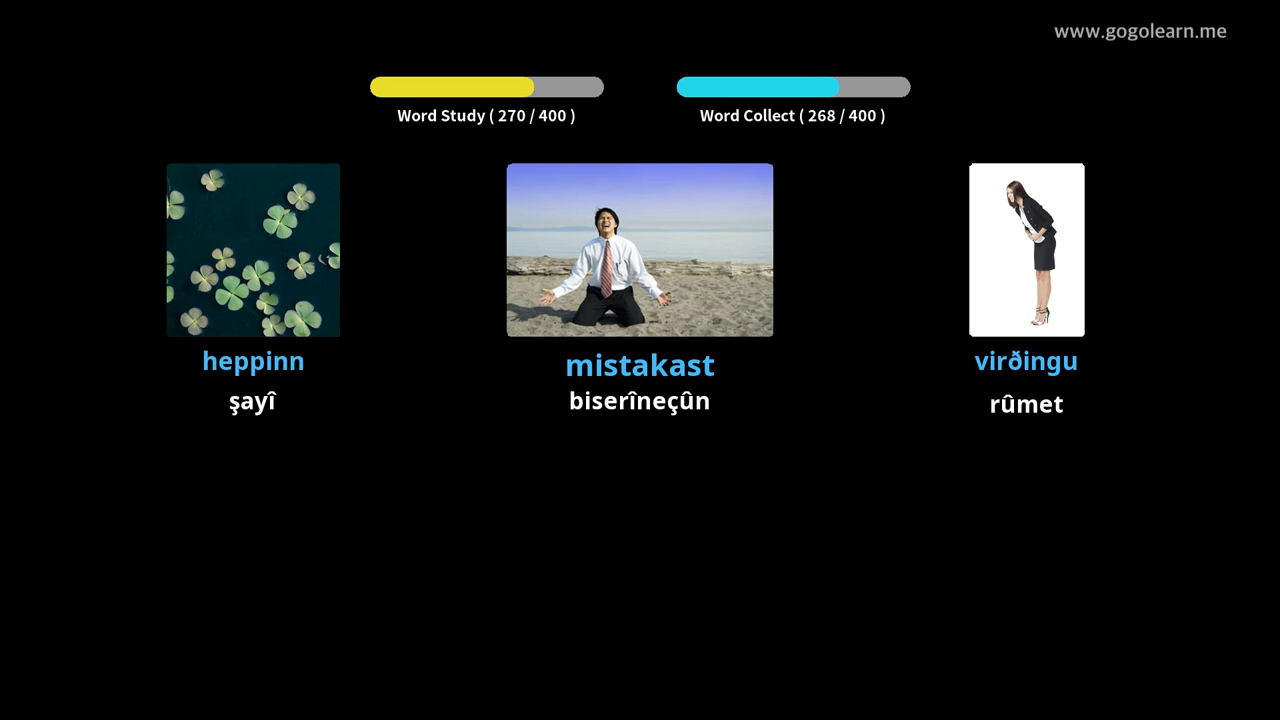 www.gogolearn.me
Word Study ( 270 / 400 )
Word Collect ( 268 / 400 )
heppinn
mistakast
virðingu
şayî
biserîneçûn
rûmet